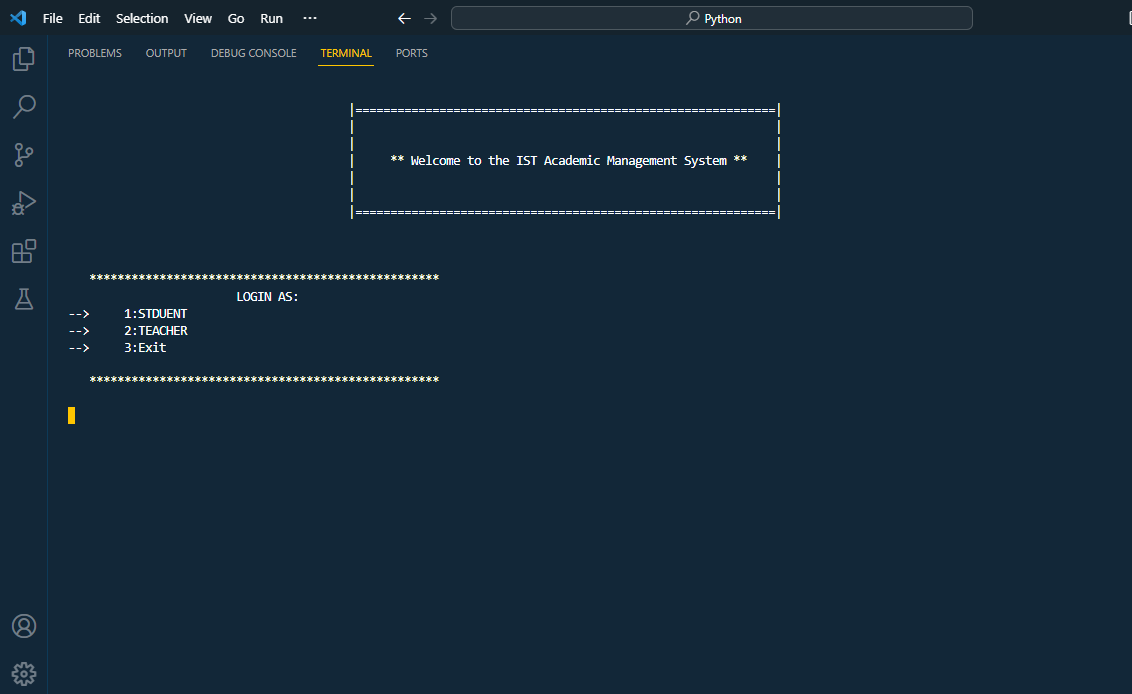 File Edit Selection View Go Run ···
Python
PROBLEMS OUTPUT DEBUG CONSOLE TERMINAL PORTS
|============================================================|
** Welcome to the IST Academic Management System **
|============================================================|
**************************************************
LOGIN AS:
--> 1:STDUENT
--> 2:TEACHER
--> 3:Exit
**************************************************